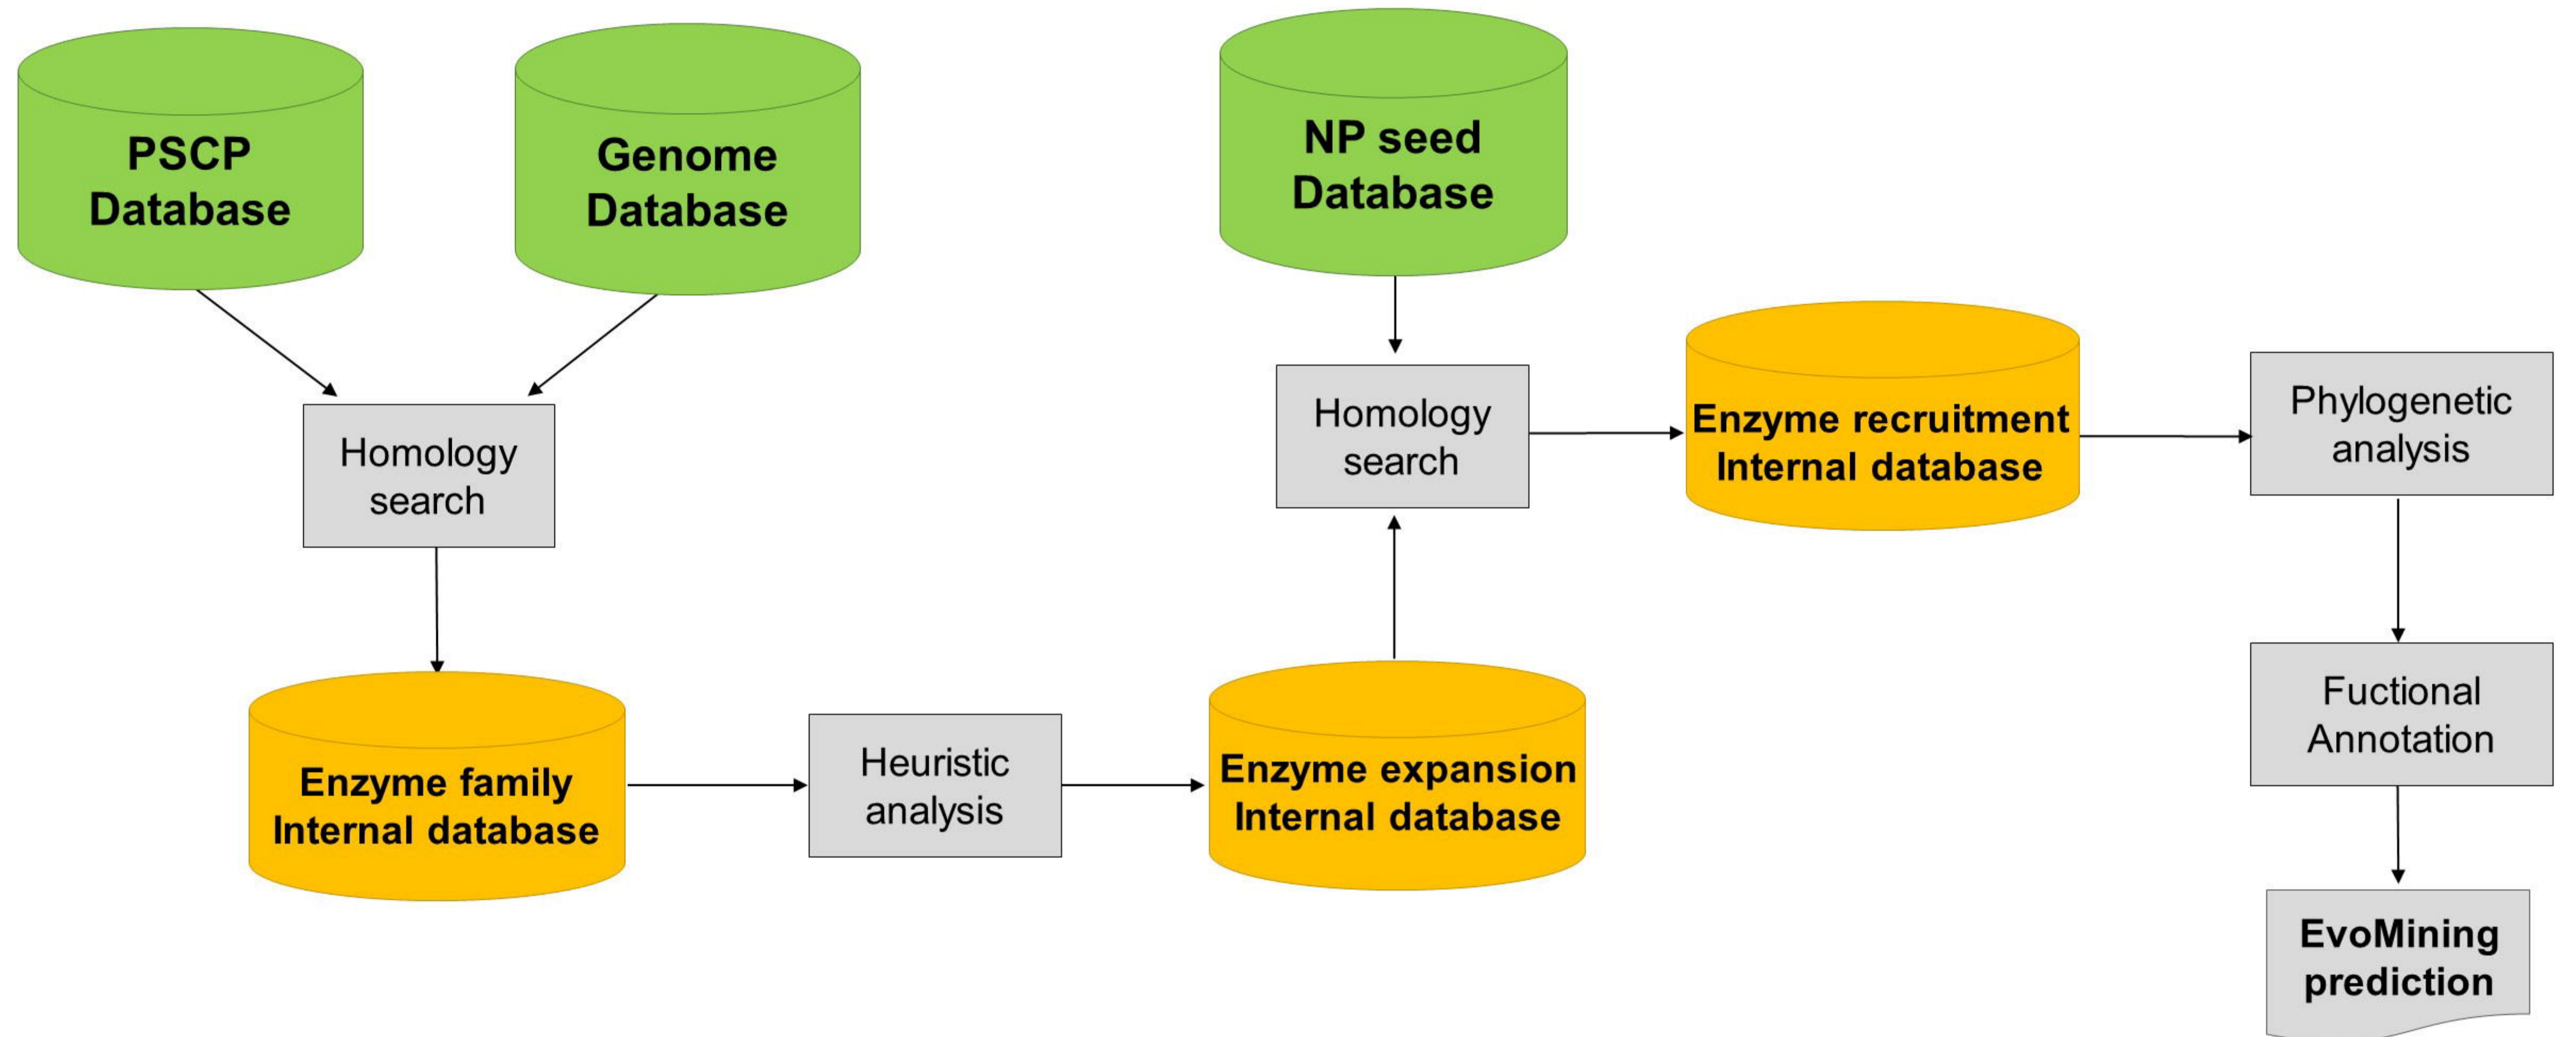 PSCP
Database
Genome
Database
NP seed
Database
Homology
search
Homology
search
Enzyme recruitment
Internal database
Phylogenetic
analysis
Enzyme family
Internal database
Heuristic
analysis
Enzyme expansion
Internal database
Fuctional
Annotation
EvoMining
prediction